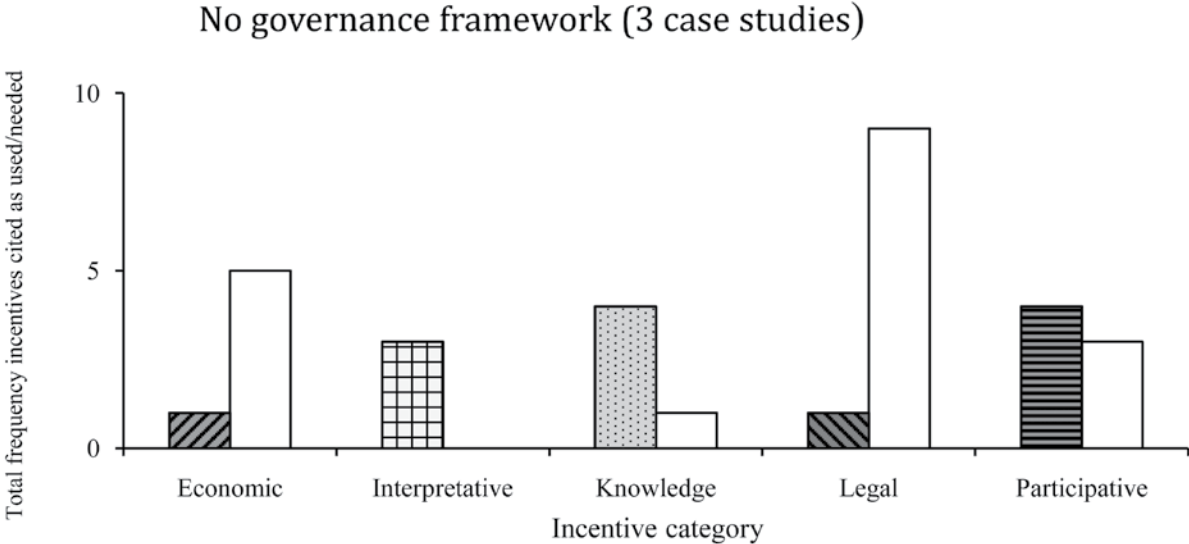 No governance framework (3 case studies)
Total frequency incentives cited as used/needed
10
5
0
Economic
Interpretative
Knowledge
Legal
Participative
Incentive category